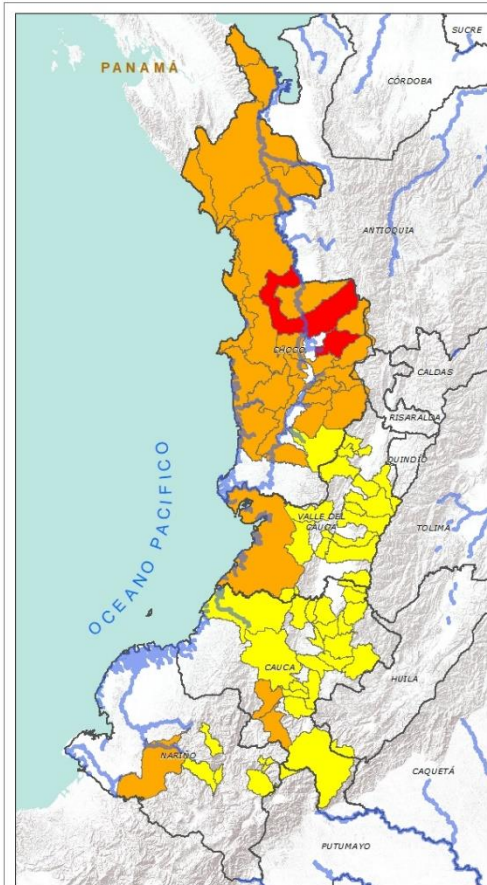 SUCRE
PANAMÁ
CÓRDOBA
ANTIOQUIA
CHOCÓ
CALDAS
RISARALDA
QUINDÍO
OCEANO PACIFICO
VALLE DEL
CAUCA
TOLIMA
CAUCA
HUILA
NARIÑO
CAQUETÁ
PUTUMAYO